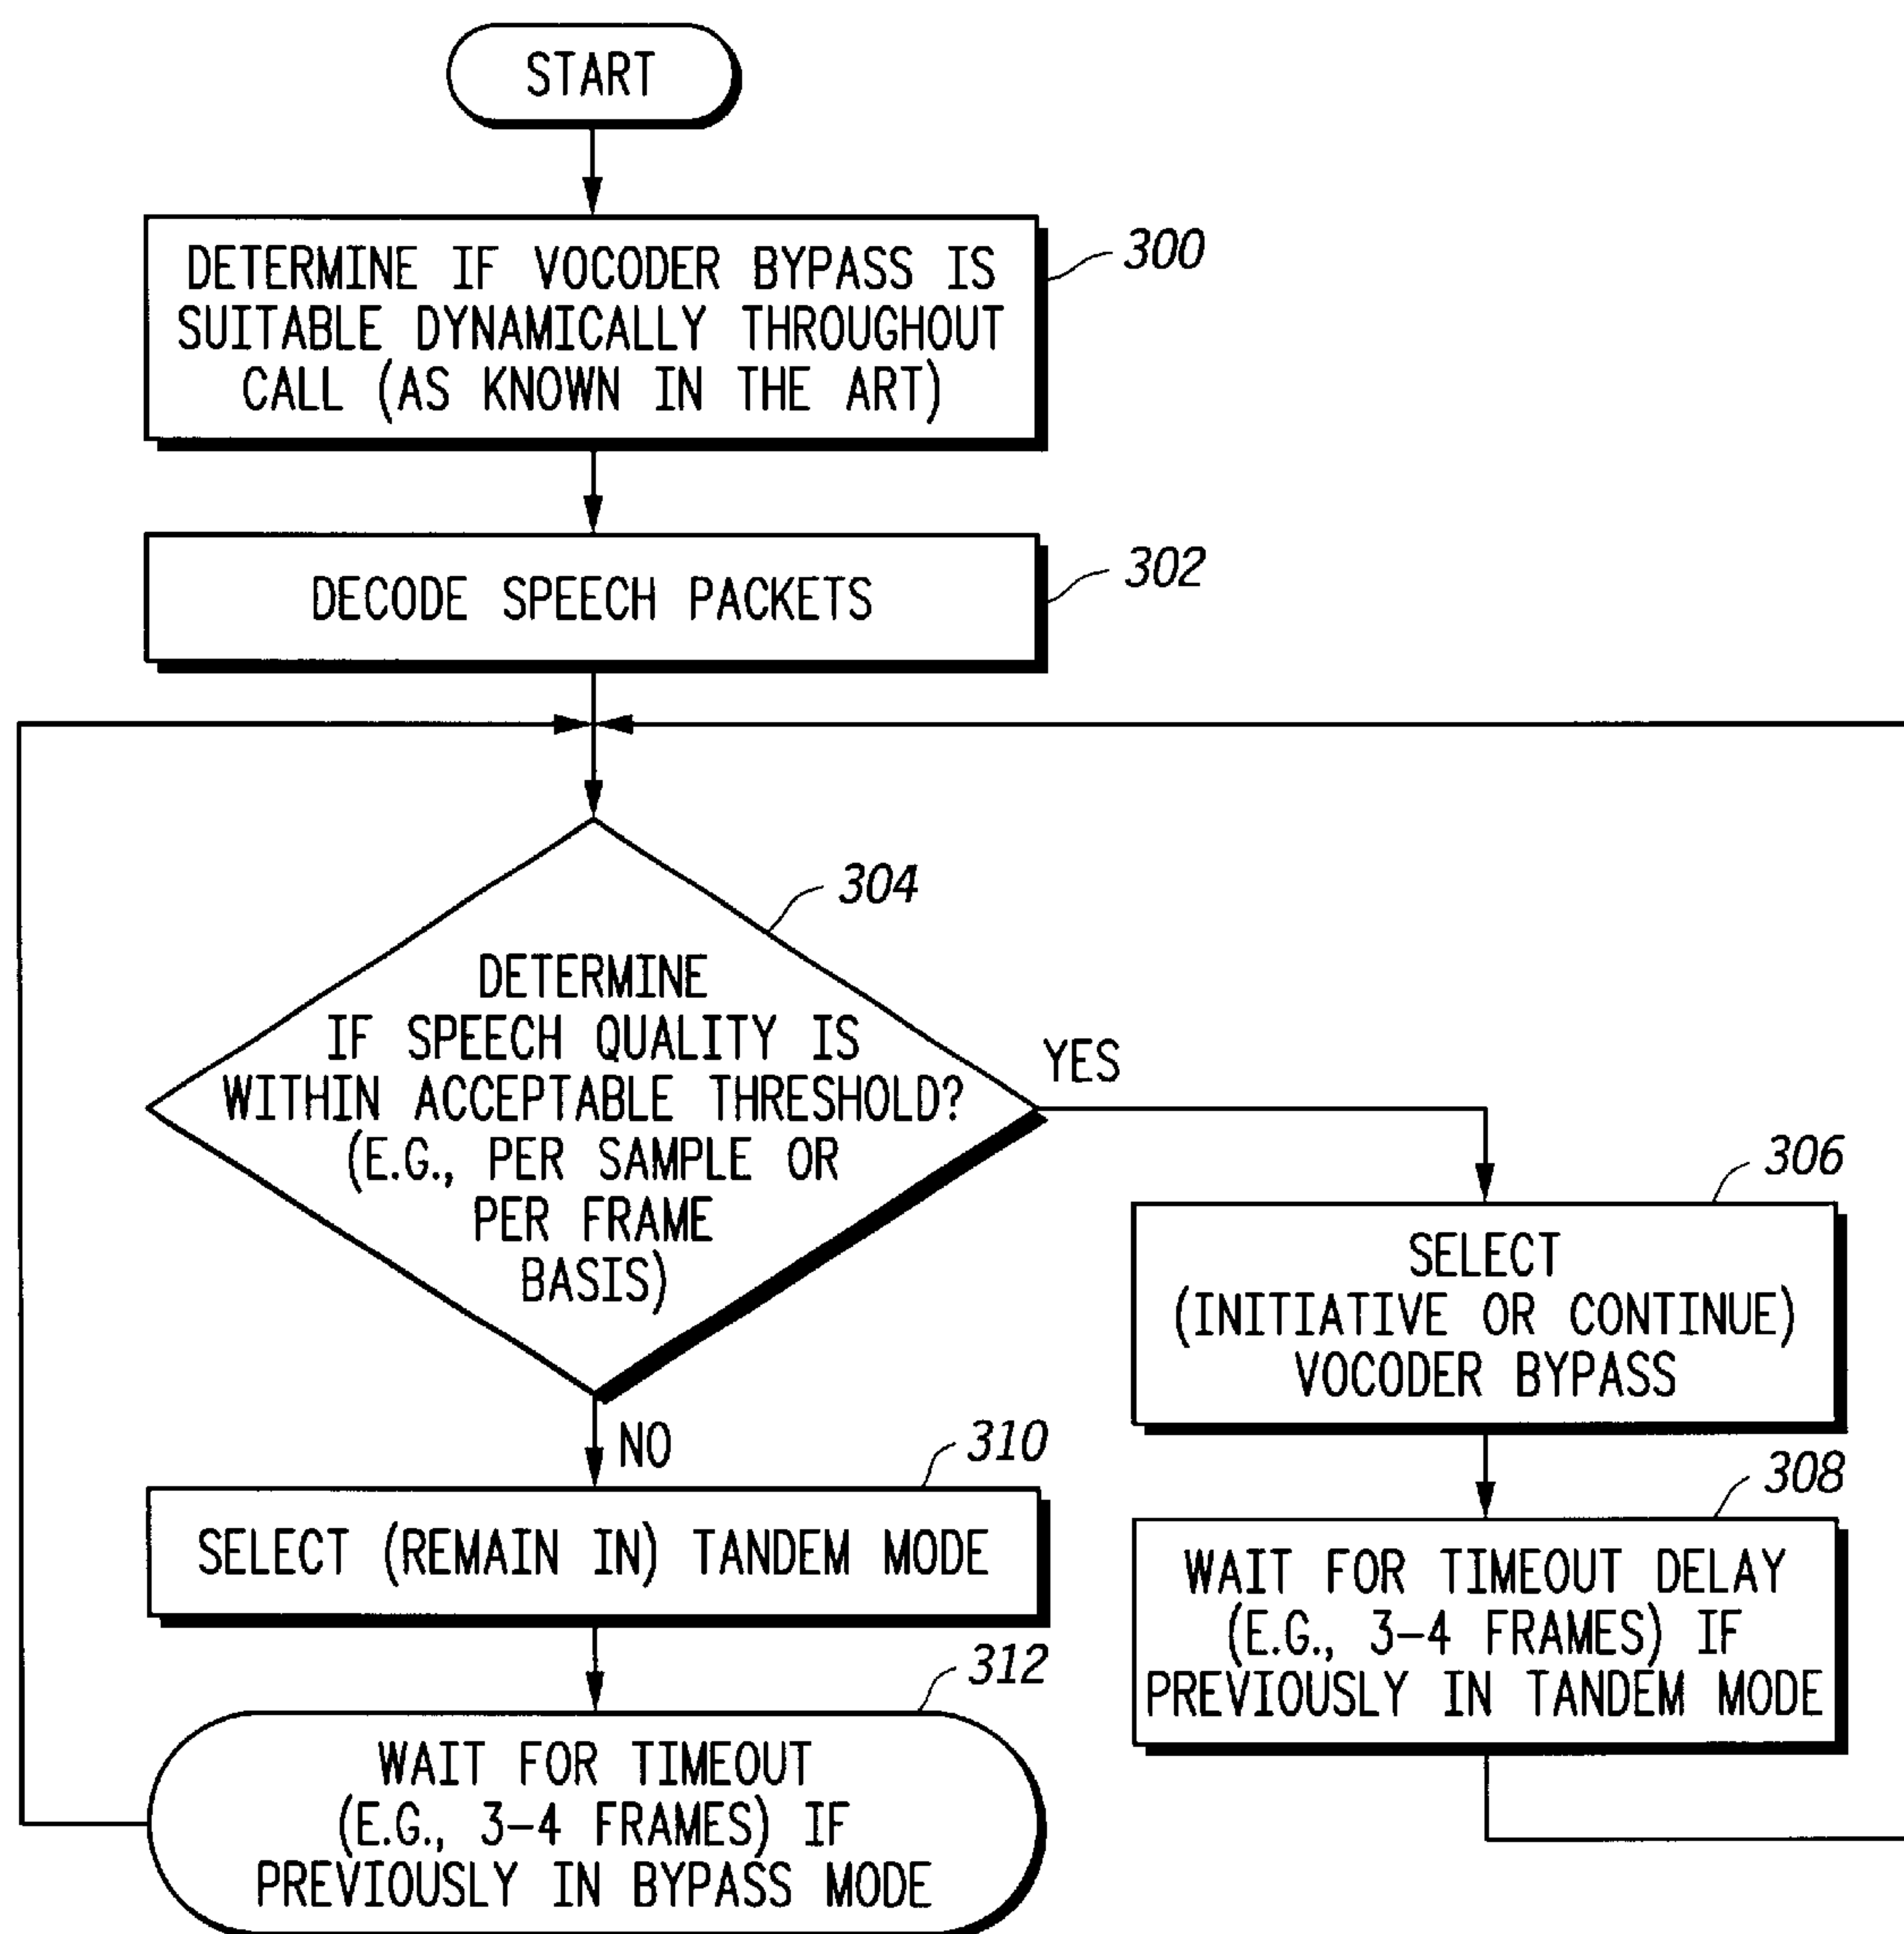 START
DETERMINE IF VOCODER BYPASS IS
SUITABLE DYNAMICALLY THROUGHOUT
CALL (AS KNOWN IN THE ART)
300
DECODE SPEECH PACKETS
302
304
DETERMINE
IF SPEECH QUALITY IS
WITHIN ACCEPTABLE THRESHOLD?
(E.G., PER SAMPLE OR
PER FRAME
BASIS)
YES
306
SELECT
(INITIATIVE OR CONTINUE)
VOCODER BYPASS
NO
310
SELECT (REMAIN IN) TANDEM MODE
308
WAIT FOR TIMEOUT DELAY
(E.G., 3-4 FRAMES) IF
PREVIOUSLY IN TANDEM MODE
312
WAIT FOR TIMEOUT
(E.G., 3-4 FRAMES) IF
PREVIOUSLY IN BYPASS MODE